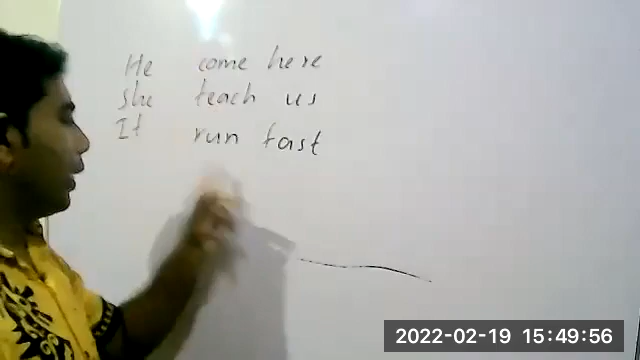 He come here
She teach us
It run fast
2022-02-19 15:49:56